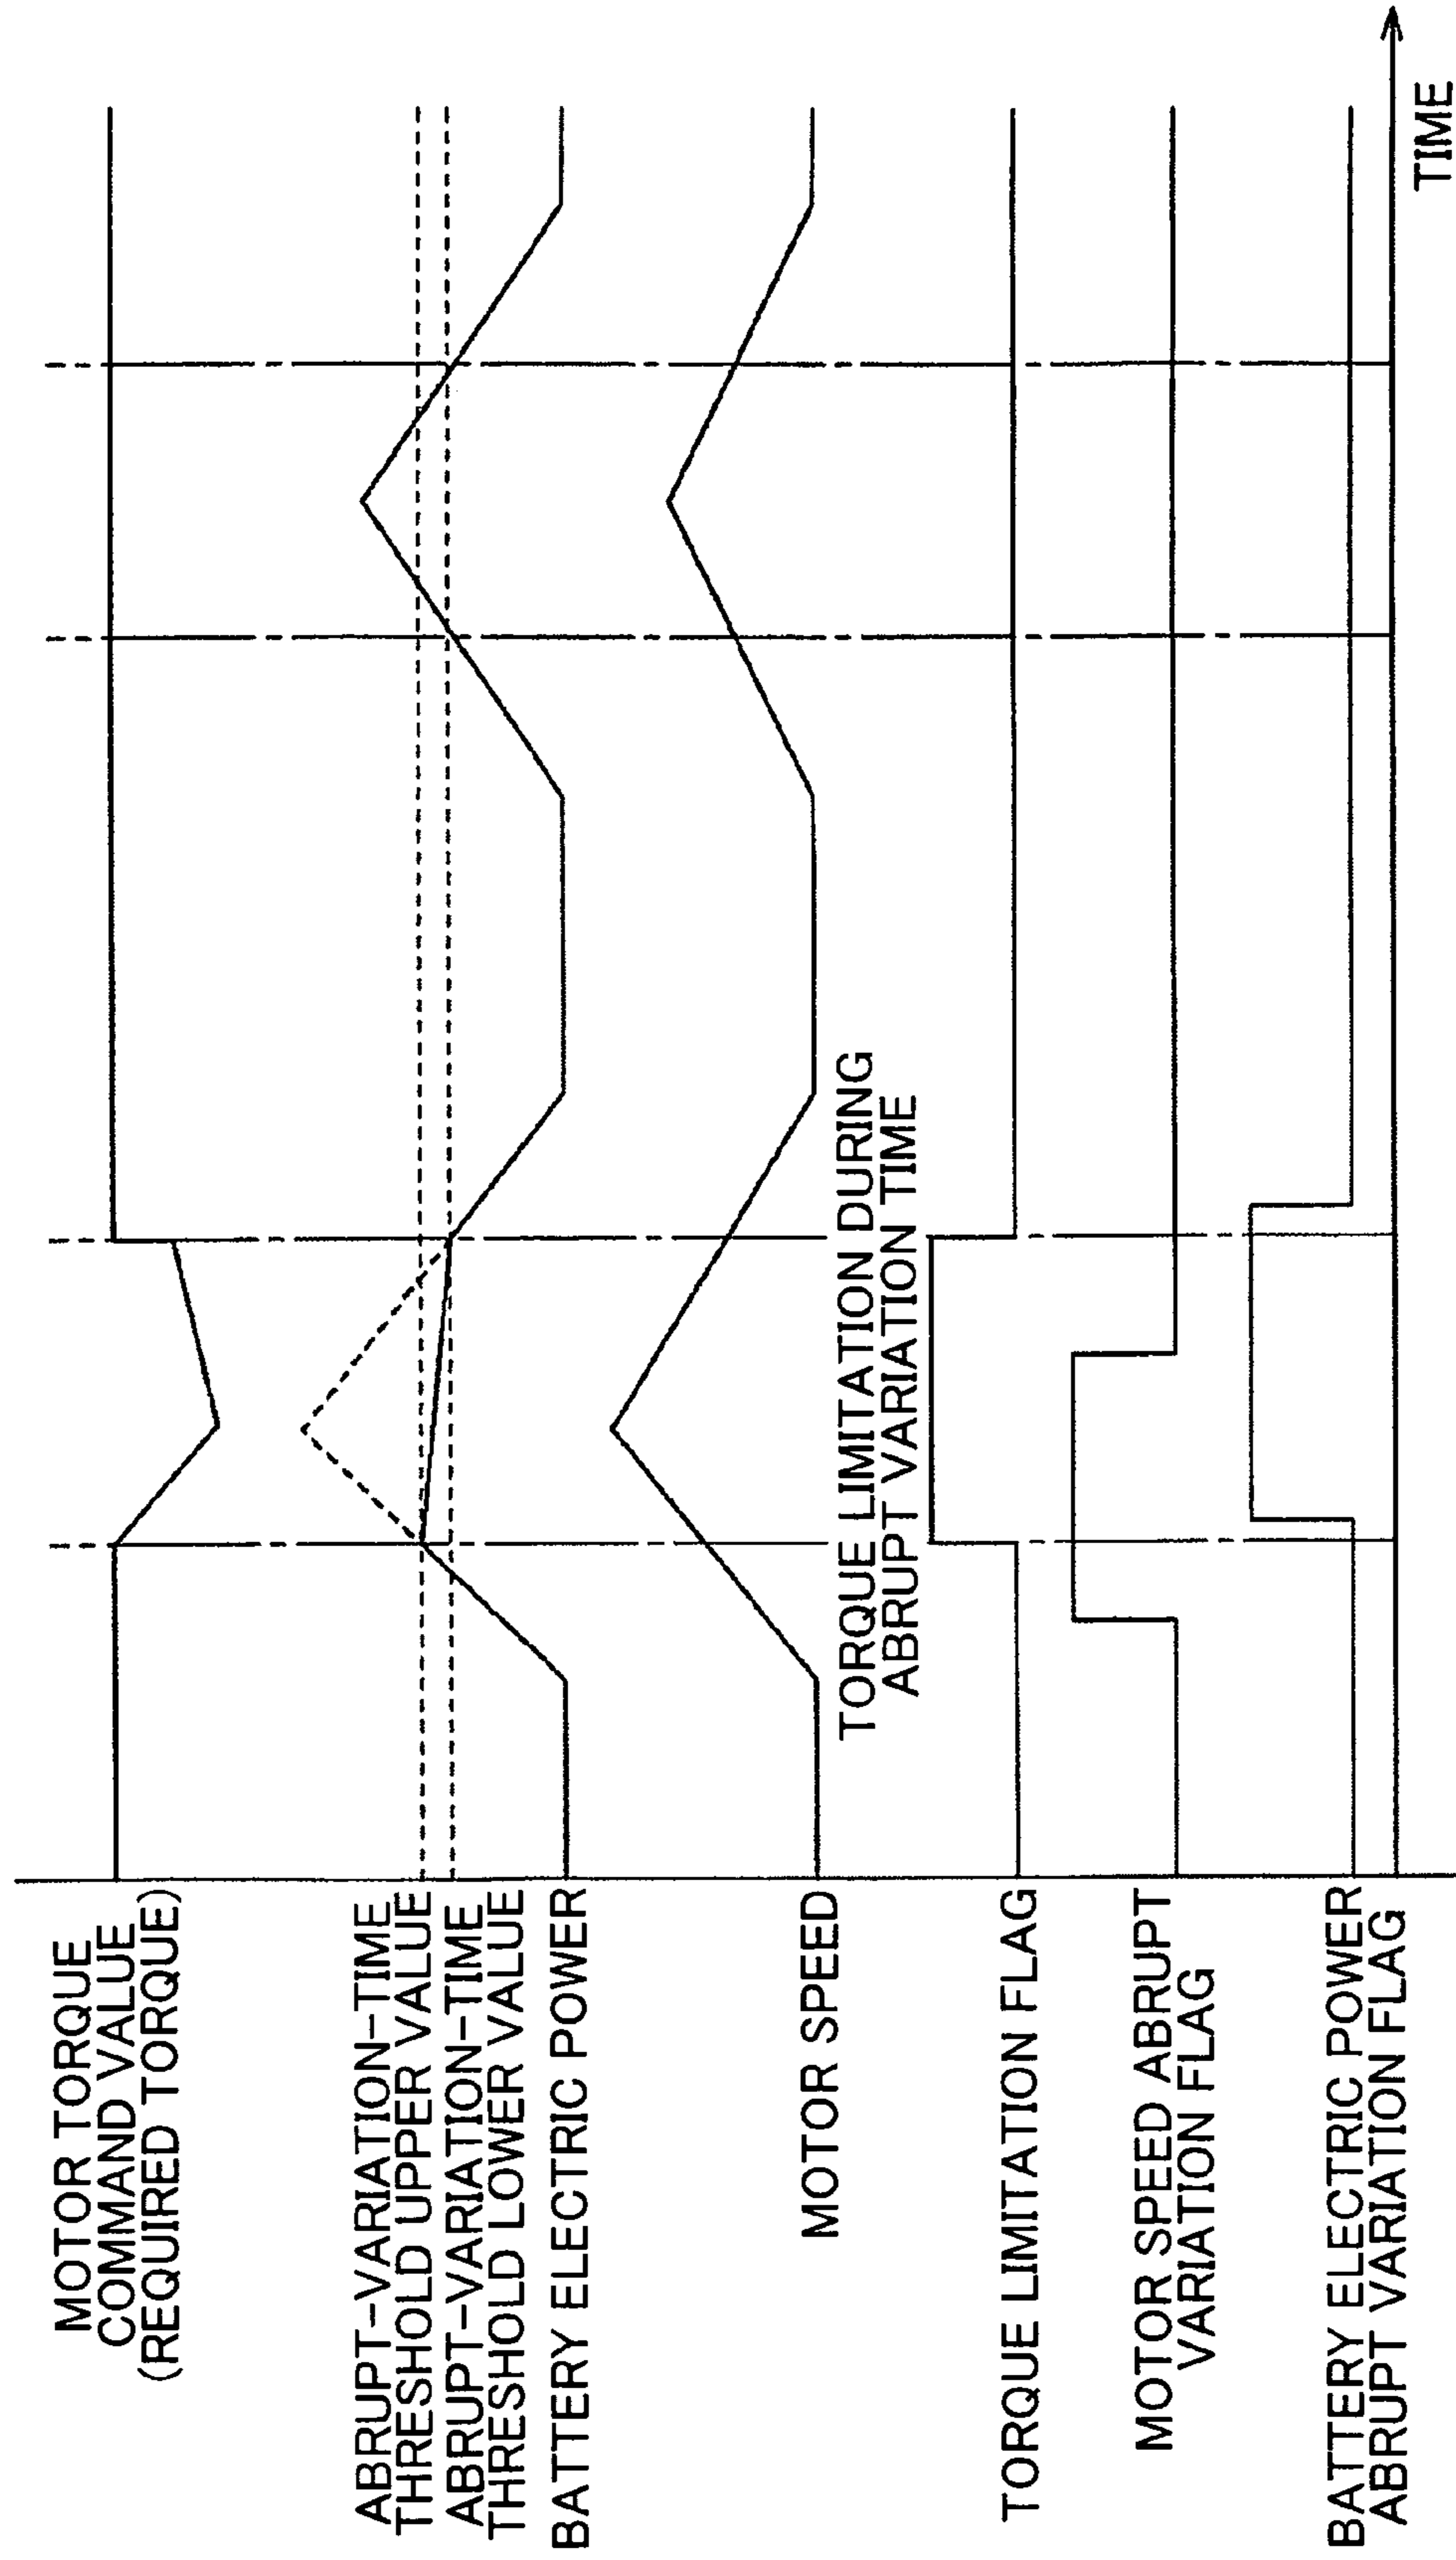 MOTOR TORQUE
COMMAND VALUE
(REQUIRED TORQUE)
ABRUPT-VARIATION-TIME
THRESHOLD UPPER VALUE
ABRUPT-VARIATION-TIME
THRESHOLD LOWER VALUE
BATTERY ELECTRIC POWER
MOTOR SPEED
TORQUE LIMITATION DURING
ABRUPT VARIATION TIME
TORQUE LIMITATION FLAG
MOTOR SPEED ABRUPT
VARIATION FLAG
BATTERY ELECTRIC POWER
ABRUPT VARIATION FLAG
TIME